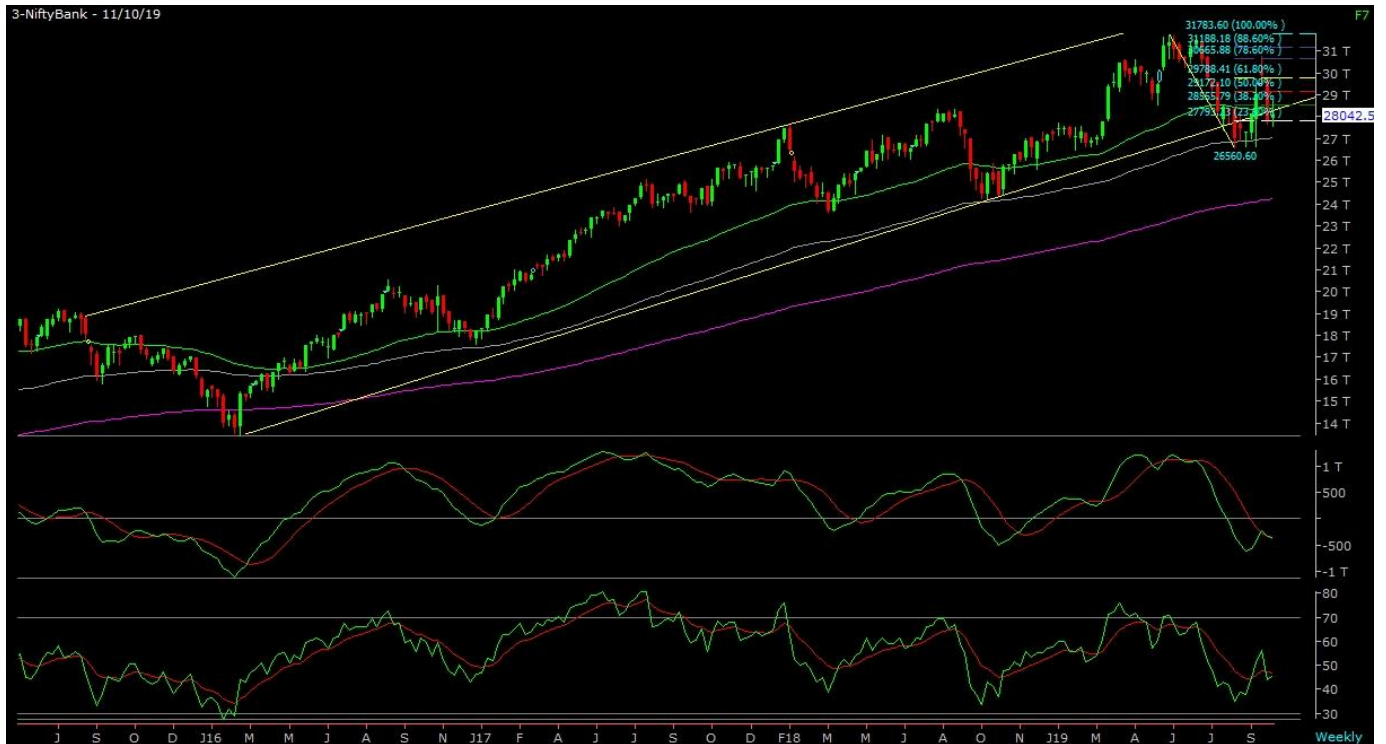 3-NiftyBank - 11/10/19
F7
31783.60 (100.00% )
31188.18 (88.60% )
30665.88 (78.60% )
29788.41 (61.80% )
29172.10 (50.00% )
28555.79 (38.20% )
31 T
30 T
29 T
28042.5
27 T
26560.60
26 T
25 T
24 T
23 T
22 T
21 T
20 T
19 T
18 T
17 T
16 T
15 T
14 T
1 T
500
-500
-1 T
80
70
60
50
40
30
J S O D J16 M M J A S N J17 F A J J S O D F18 M A J A O N J19 M A J J S
Weekly